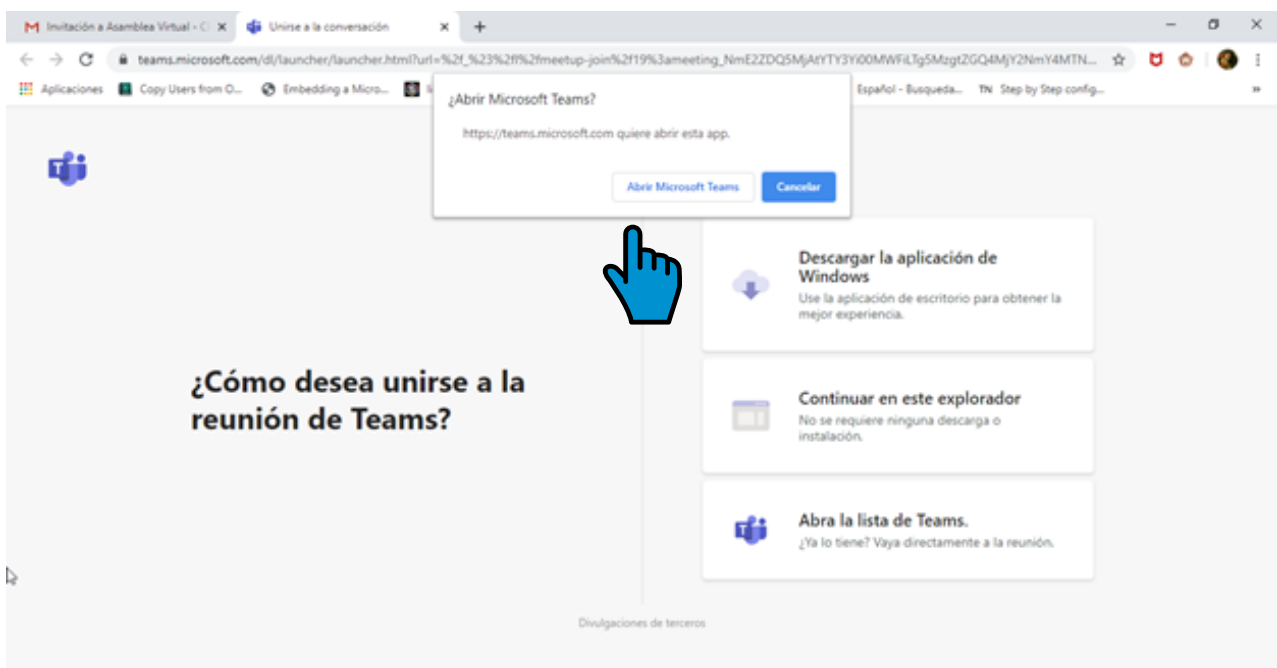 Invitación a Asamblea Virtual - C
Unirse a la conversación
teams.microsoft.com/dl/launcher/launcher.html?url=%2f_%23%2fl%2fmeetup-join%2f19%3ameeting_
Aplicaciones
Copy Users from O...
Embedding a Micro...
Español - Busqueda...
TN Step by Step config...
¿Abrir Microsoft Teams?
https://teams.microsoft.com quiere abrir esta app.
Abrir Microsoft Teams
Cancelar
Descargar la aplicación de
Windows
Use la aplicación de escritorio para obtener la
mejor experiencia.
¿Cómo desea unirse a la
reunión de Teams?
Continuar en este explorador
No se requiere ninguna descarga o
instalación.
Abra la lista de Teams.
¿Ya lo tiene? Vaya directamente a la reunión.
Divulgaciones de terceros